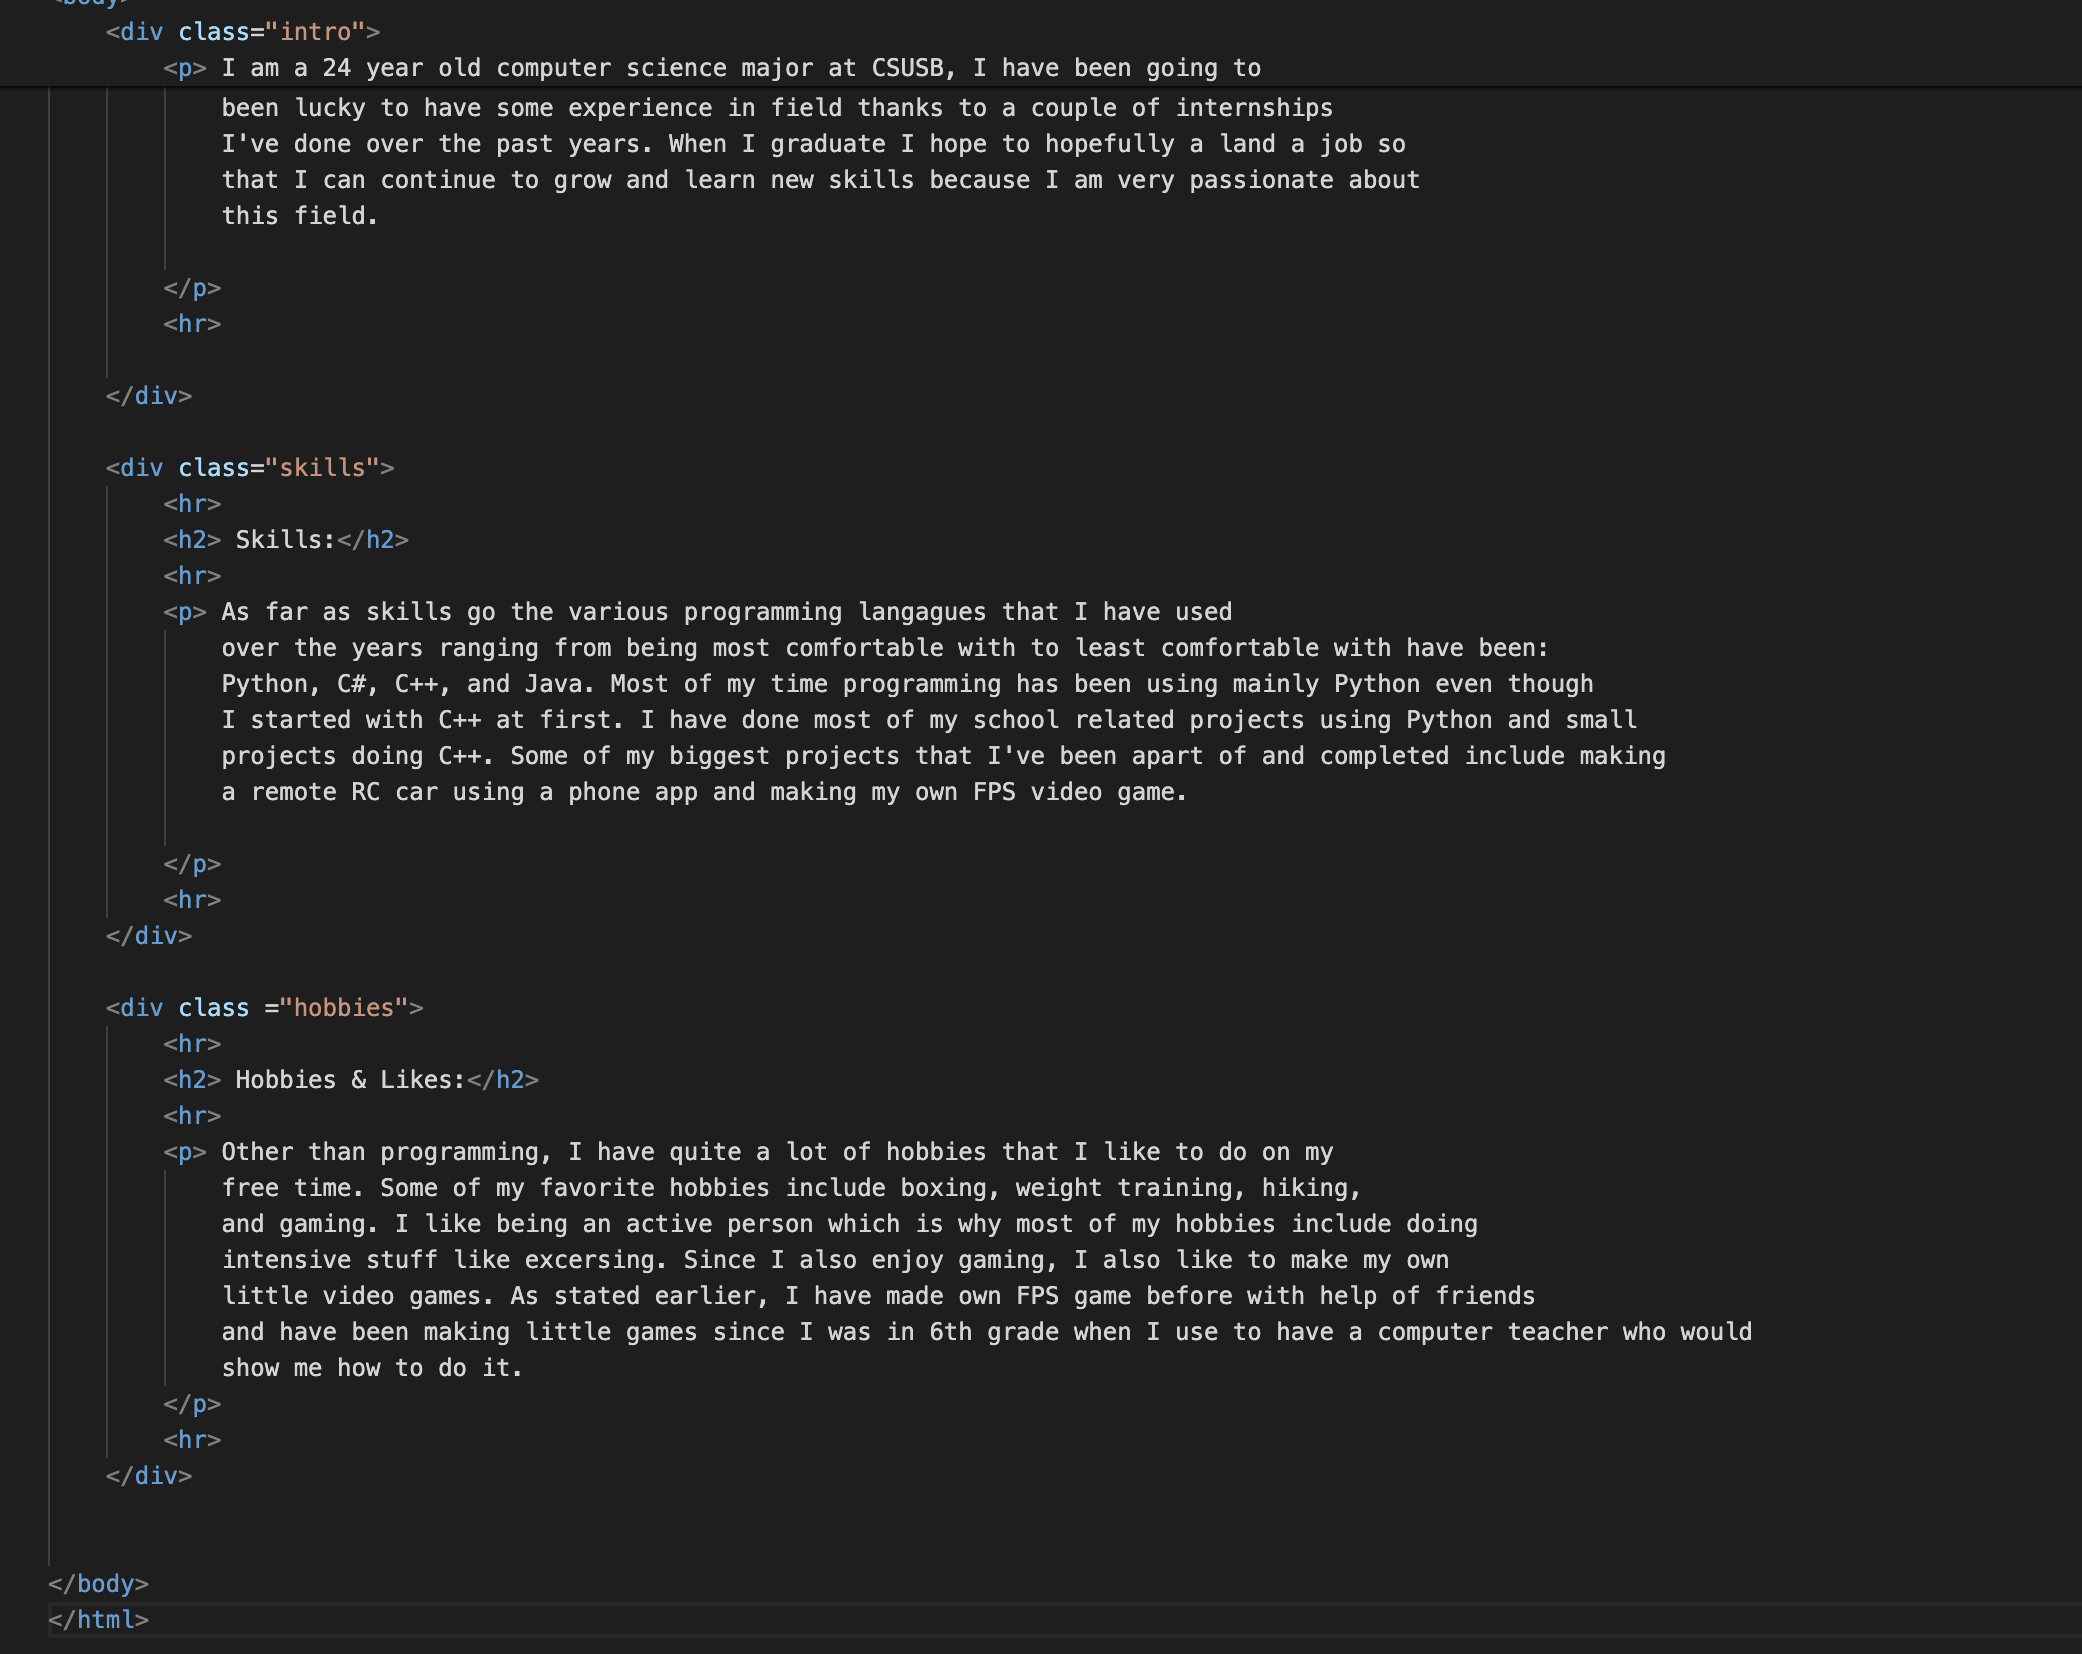 <body>
<div class="intro">
<p> I am a 24 year old computer science major at CSUSB, I have been going to
been lucky to have some experience in field thanks to a couple of internships
I've done over the past years. When I graduate I hope to hopefully a land a job so
that I can continue to grow and learn new skills because I am very passionate about
this field.
</p>
<hr>
</div>
<div class="skills">
<hr>
<h2> Skills:</h2>
<hr>
<p> As far as skills go the various programming langagues that I have used
over the years ranging from being most comfortable with to least comfortable with have been:
Python, C#, C++, and Java. Most of my time programming has been using mainly Python even though
I started with C++ at first. I have done most of my school related projects using Python and small
projects doing C++. Some of my biggest projects that I've been apart of and completed include making
a remote RC car using a phone app and making my own FPS video game.
</p>
<hr>
</div>
<div class ="hobbies">
<hr>
<h2> Hobbies & Likes:</h2>
<hr>
<p> Other than programming, I have quite a lot of hobbies that I like to do on my
free time. Some of my favorite hobbies include boxing, weight training, hiking,
and gaming. I like being an active person which is why most of my hobbies include doing
intensive stuff like excersing. Since I also enjoy gaming, I also like to make my own
little video games. As stated earlier, I have made own FPS game before with help of friends
and have been making little games since I was in 6th grade when I use to have a computer teacher who would
show me how to do it.
</p>
<hr>
</div>
</body>
</html>